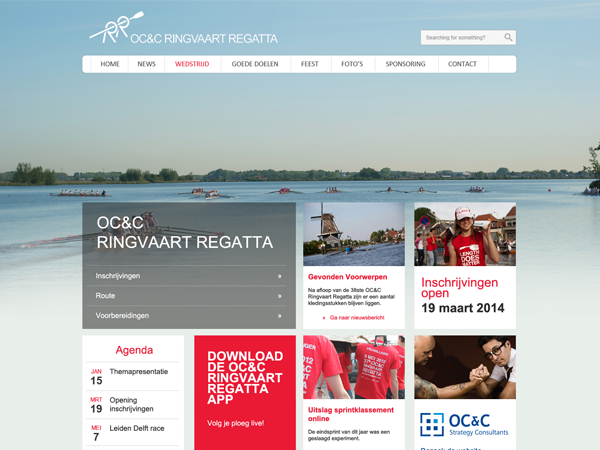 OC&C RINGVAART REGATTA
Searching for something?
HOME NEWS WEDSTRIJD GOEDE DOELEN FEEST FOTO'S SPONSORING CONTACT
OC&C
RINGVAART REGATTA
Inschrijvingen »
Route »
Voorbereidingen »
Gevonden Voorwerpen
Na afloop van de 38ste OC&C
Ringvaart Regatta zijn er een aantal
kledingsstukken blijven liggen.
» Ga naar nieuwsbericht
LENGTH
DOES
MATTER
Inschrijvingen
open
19 maart 2014
Agenda
JAN
15
Themapresentatie
MRT
19
Opening
inschrijvingen
MEI
7
Leiden Delft race
DOWNLOAD
DE OC&C
RINGVAART
REGATTA
APP
Volg je ploeg live!
Uitslag sprintklassement
online
De eindsprint van dit jaar was een
geslaagd experiment.
OC&C
Strategy Consultants